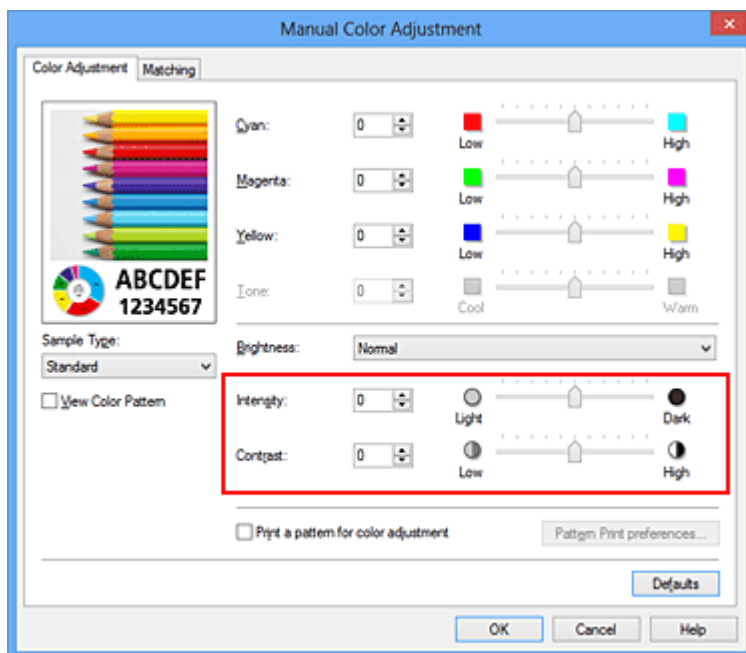 Manual Color Adjustment
Color Adjustment Matching
Cyan: 0 Low High
Magenta: 0 Low High
Yellow: 0 Low High
Tone: 0 Cool Warm
ABCDEF
1234567
Sample Type:
Standard
View Color Pattern
Brightness: Normal
Intensity: 0 Light Dark
Contrast: 0 Low High
Print a pattern for color adjustment Pattern Print preferences...
Defaults
OK Cancel Help